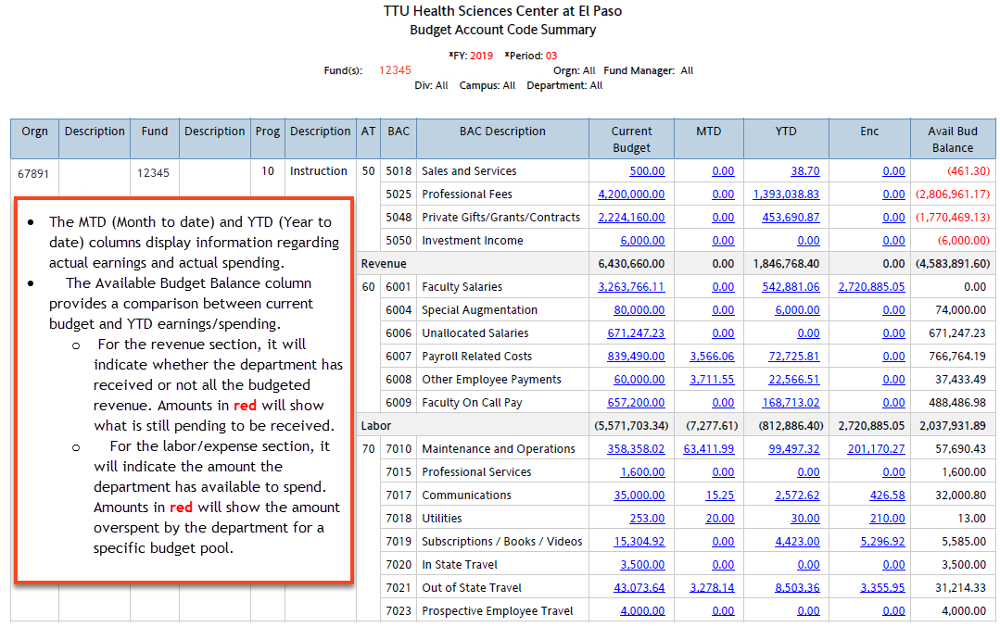 TTU Health Sciences Center at El Paso
Budget Account Code Summary
*FY: 2019 *Period: 03
Fund(s): 12345 Orgn: All Fund Manager: All
Div: All Campus: All Department: All
Orgn Description Fund Description Prog Description AT BAC BAC Description Current Budget MTD YTD Enc Avail Bud Balance
67891 12345 10 Instruction 50 5018 Sales and Services 500.00 0.00 38.70 0.00 (461.30)
5025 Professional Fees 4,200,000.00 0.00 1,393,038.83 0.00 (2,806,961.17)
5048 Private Gifts/Grants/Contracts 2,224,160.00 0.00 453,690.87 0.00 (1,770,469.13)
5050 Investment Income 6,000.00 0.00 0.00 0.00 (6,000.00)
Revenue 6,430,660.00 0.00 1,846,768.40 0.00 (4,583,891.60)
60 6001 Faculty Salaries 3,263,766.11 0.00 542,881.06 2,720,885.05 0.00
6004 Special Augmentation 80,000.00 0.00 6,000.00 0.00 74,000.00
6006 Unallocated Salaries 671,247.23 0.00 0.00 0.00 671,247.23
6007 Payroll Related Costs 839,490.00 3,566.06 72,725.81 0.00 766,764.19
6008 Other Employee Payments 60,000.00 3,711.55 22,566.51 0.00 37,433.49
6009 Faculty On Call Pay 657,200.00 0.00 168,713.02 0.00 488,486.98
Labor (5,571,703.34) (7,277.61) (812,886.40) 2,720,885.05 2,037,931.89
70 7010 Maintenance and Operations 358,358.02 63,411.99 99,497.32 201,170.27 57,690.43
7015 Professional Services 1,600.00 0.00 0.00 0.00 1,600.00
7017 Communications 35,000.00 15.25 2,572.62 426.58 32,000.80
7018 Utilities 253.00 20.00 30.00 210.00 13.00
7019 Subscriptions / Books / Videos 15,304.92 0.00 4,423.00 5,296.92 5,585.00
7020 In State Travel 3,500.00 0.00 0.00 0.00 3,500.00
7021 Out of State Travel 43,073.64 3,278.14 8,503.36 3,355.95 31,214.33
7023 Prospective Employee Travel 4,000.00 0.00 0.00 0.00 4,000.00
• The MTD (Month to date) and YTD (Year to
date) columns display information regarding
actual earnings and actual spending.
• The Available Budget Balance column
provides a comparison between current
budget and YTD earnings/spending.
o For the revenue section, it will
indicate whether the department has
received or not all the budgeted
revenue. Amounts in red will show
what is still pending to be received.
o For the labor/expense section, it
will indicate the amount the
department has available to spend.
Amounts in red will show the amount
overspent by the department for a
specific budget pool.